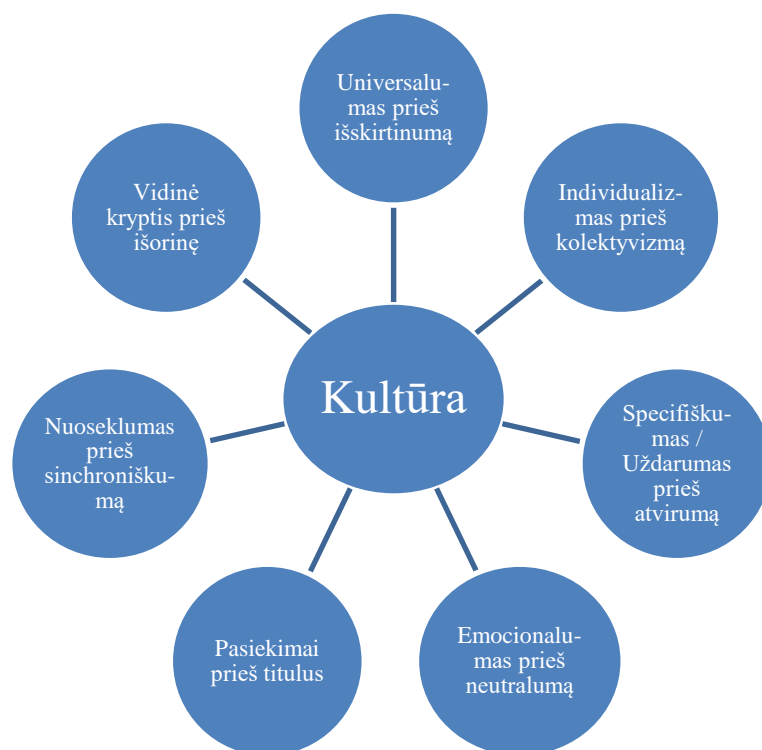 Universalu-
mas prieš
išskirtinumą
Individualiz-
mas prieš
kolektyvizmą
Specifišku-
mas /
Uždarumas
prieš
atvirumą
Emocionalu-
mas prieš
neutralumą
Pasiekimai
prieš titulus
Nuoseklumas
prieš
sinchronišku-
mą
Vidinė
kryptis prieš
išorinę
Kultūra